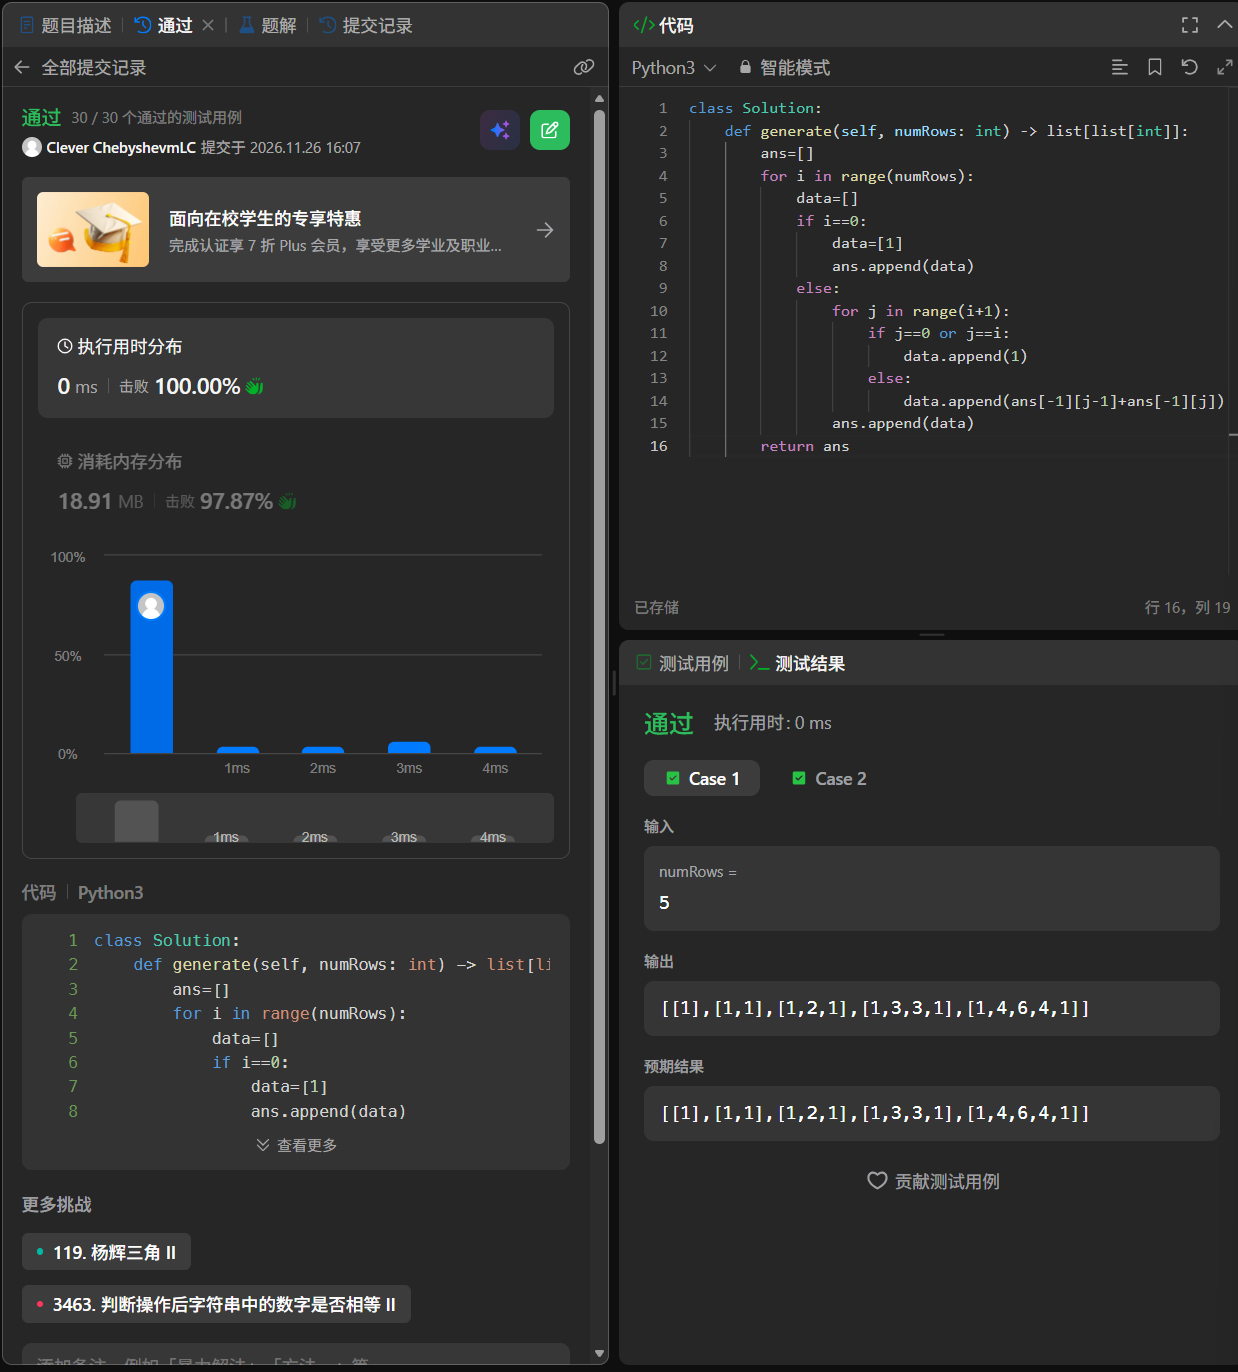 题目描述
通过
题解
提交记录
全部提交记录
通过 30 / 30 个通过的测试用例
Clever ChebyshevmLC 提交于 2026.11.26 16:07
面向在校学生的专享特惠
完成认证享 7 折 Plus 会员，享受更多学业及职业...
执行用时分布
0 ms 击败 100.00%
消耗内存分布
18.91 MB 击败 97.87%
100%
50%
0%
1ms 2ms 3ms 4ms
1ms 2ms 3ms 4ms
代码 Python3
1 class Solution:
2     def generate(self, numRows: int) -> list[li
3         ans=[]
4         for i in range(numRows):
5             data=[]
6             if i==0:
7                 data=[1]
8                 ans.append(data)
查看更多
更多挑战
119. 杨辉三角 II
3463. 判断操作后字符串中的数字是否相等 II
</> 代码
Python3 智能模式
1 class Solution:
2     def generate(self, numRows: int) -> list[list[int]]:
3         ans=[]
4         for i in range(numRows):
5             data=[]
6             if i==0:
7                 data=[1]
8                 ans.append(data)
9             else:
10                 for j in range(i+1):
11                     if j==0 or j==i:
12                         data.append(1)
13                     else:
14                         data.append(ans[-1][j-1]+ans[-1][j])
15                 ans.append(data)
16         return ans
已存储 行 16，列 19
测试用例
测试结果
通过 执行用时: 0 ms
Case 1
Case 2
输入
numRows =
5
输出
[[1],[1,1],[1,2,1],[1,3,3,1],[1,4,6,4,1]]
预期结果
[[1],[1,1],[1,2,1],[1,3,3,1],[1,4,6,4,1]]
贡献测试用例